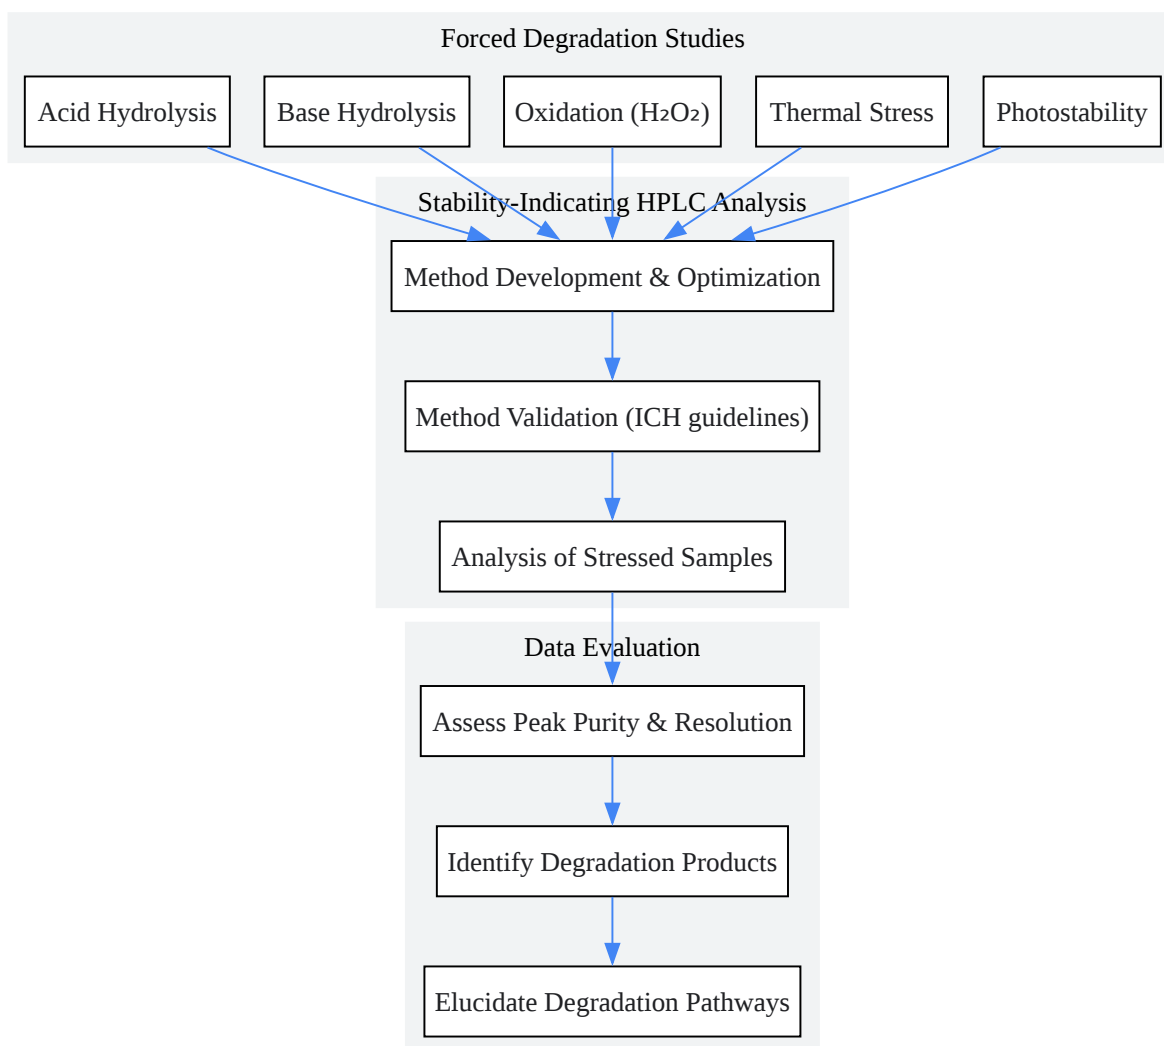 Forced Degradation Studies
Acid Hydrolysis
Base Hydrolysis
Oxidation (H₂O₂)
Thermal Stress
Photostability
Stability-Indicating HPLC Analysis
Method Development & Optimization
Method Validation (ICH guidelines)
Analysis of Stressed Samples
Data Evaluation
Assess Peak Purity & Resolution
Identify Degradation Products
Elucidate Degradation Pathways